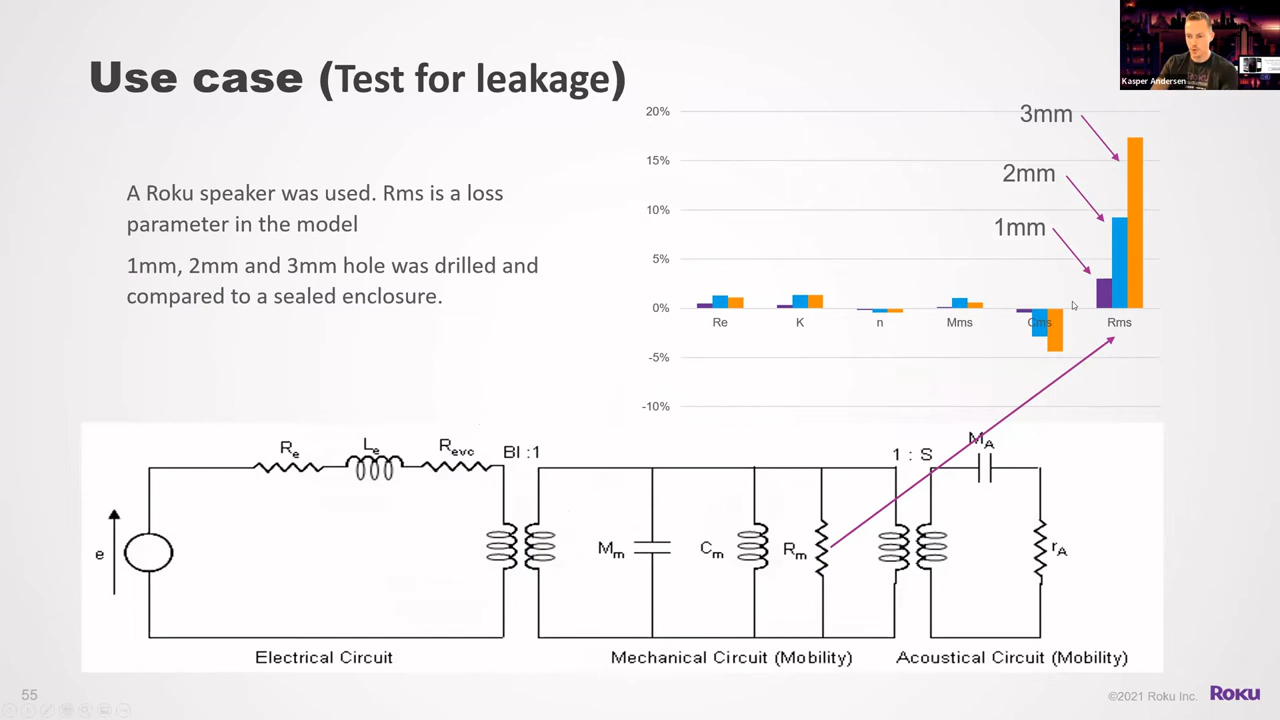 Use case (Test for leakage)
Kasper Andersen
A Roku speaker was used. Rms is a loss
parameter in the model
1mm, 2mm and 3mm hole was drilled and
compared to a sealed enclosure.
20%
15%
10%
5%
0%
-5%
-10%
3mm
2mm
1mm
Re K n Mms Cms Rms
Re Le Revc Bl :1 1 : S MA
e Mm Cm Rm rA
Electrical Circuit Mechanical Circuit (Mobility) Acoustical Circuit (Mobility)
55
©2021 Roku Inc. ROKU